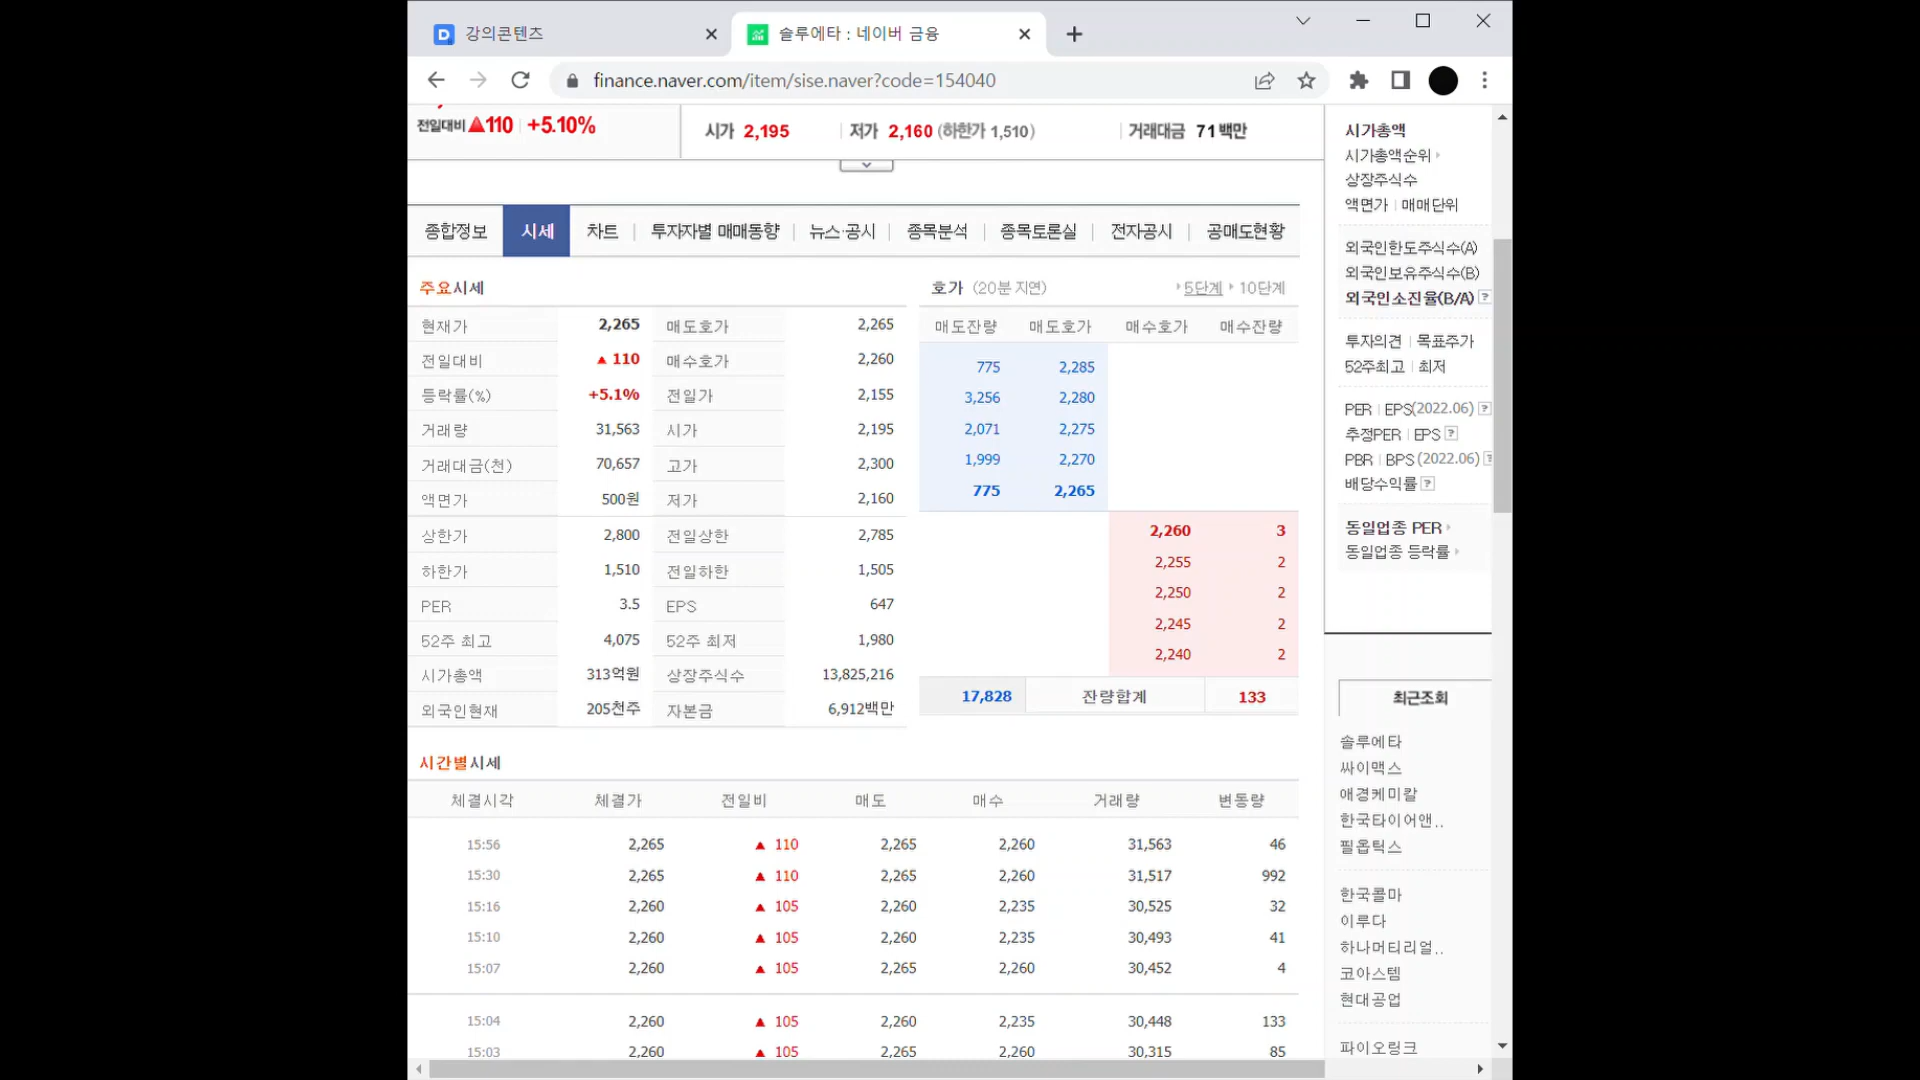 강의콘텐츠
솔루에타 : 네이버 금융
finance.naver.com/item/sise.naver?code=154040
전일대비 ▲110 +5.10%
시가 2,195 저가 2,160 (하한가 1,510) 거래대금 71 백만
종합정보 시세 차트 투자자별 매매동향 뉴스·공시 종목분석 종목토론실 전자공시 공매도현황
주요시세
현재가 2,265 매도호가 2,265
전일대비 ▲ 110 매수호가 2,260
등락률(%) +5.1% 전일가 2,155
거래량 31,563 시가 2,195
거래대금(천) 70,657 고가 2,300
액면가 500원 저가 2,160
상한가 2,800 전일상한 2,785
하한가 1,510 전일하한 1,505
PER 3.5 EPS 647
52주 최고 4,075 52주 최저 1,980
시가총액 313억원 상장주식수 13,825,216
외국인현재 205천주 자본금 6,912백만
호가 (20분 지연) 5단계 10단계
매도잔량 매도호가 매수호가 매수잔량
775 2,285
3,256 2,280
2,071 2,275
1,999 2,270
775 2,265
2,260 3
2,255 2
2,250 2
2,245 2
2,240 2
17,828 잔량합계 133
시간별시세
체결시각 체결가 전일비 매도 매수 거래량 변동량
15:56 2,265 ▲ 110 2,265 2,260 31,563 46
15:30 2,265 ▲ 110 2,265 2,260 31,517 992
15:16 2,260 ▲ 105 2,260 2,235 30,525 32
15:10 2,260 ▲ 105 2,260 2,235 30,493 41
15:07 2,260 ▲ 105 2,265 2,260 30,452 4
15:04 2,260 ▲ 105 2,260 2,235 30,448 133
15:03 2,260 ▲ 105 2,265 2,260 30,315 85
시가총액
시가총액순위
상장주식수
액면가 | 매매단위
외국인한도주식수(A)
외국인보유주식수(B)
외국인소진율(B/A) ?
투자의견 | 목표주가
52주최고 | 최저
PER | EPS(2022.06) ?
추정PER | EPS ?
PBR | BPS (2022.06) ?
배당수익률 ?
동일업종 PER
동일업종 등락률
최근조회
솔루에타
싸이맥스
애경케미칼
한국타이어앤..
필옵틱스
한국콜마
이루다
하나머티리얼..
코아스템
현대공업
파이오링크